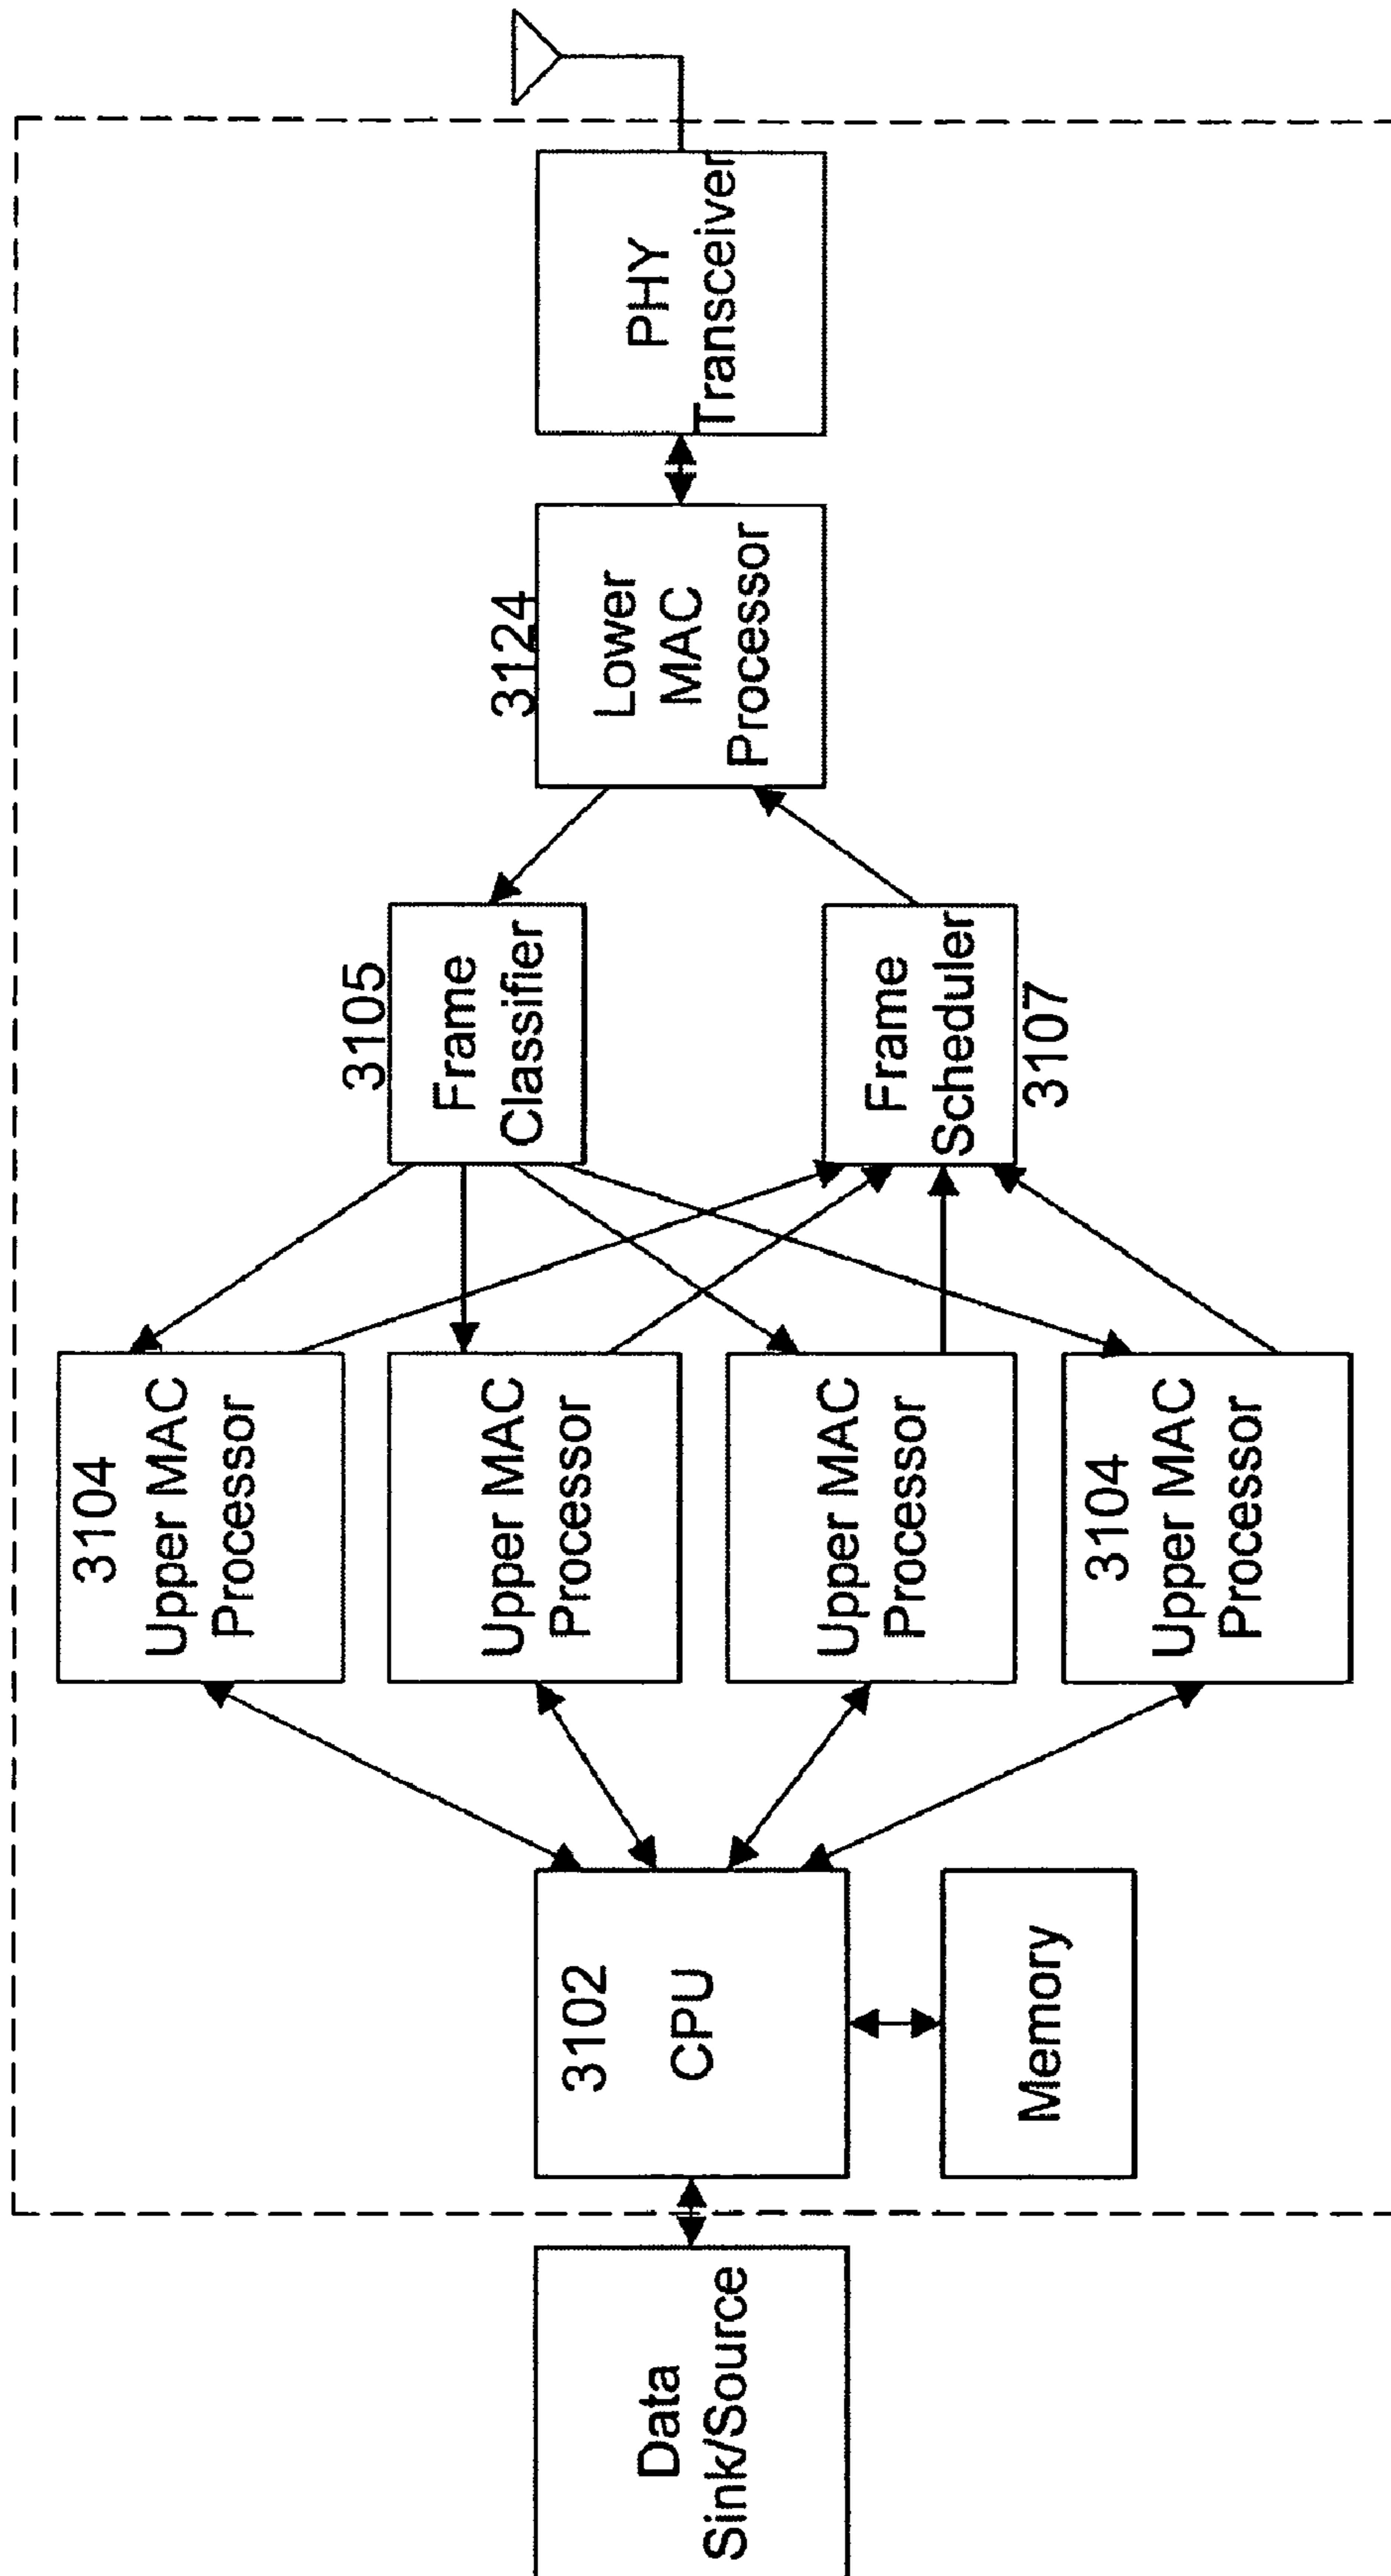 Data
Sink/Source
3102
CPU
Memory
3104
Upper MAC
Processor
Upper MAC
Processor
Upper MAC
Processor
3104
Upper MAC
Processor
3105
Frame
Classifier
Frame
Scheduler
3107
3124
Lower
MAC
Processor
PHY
Transceiver